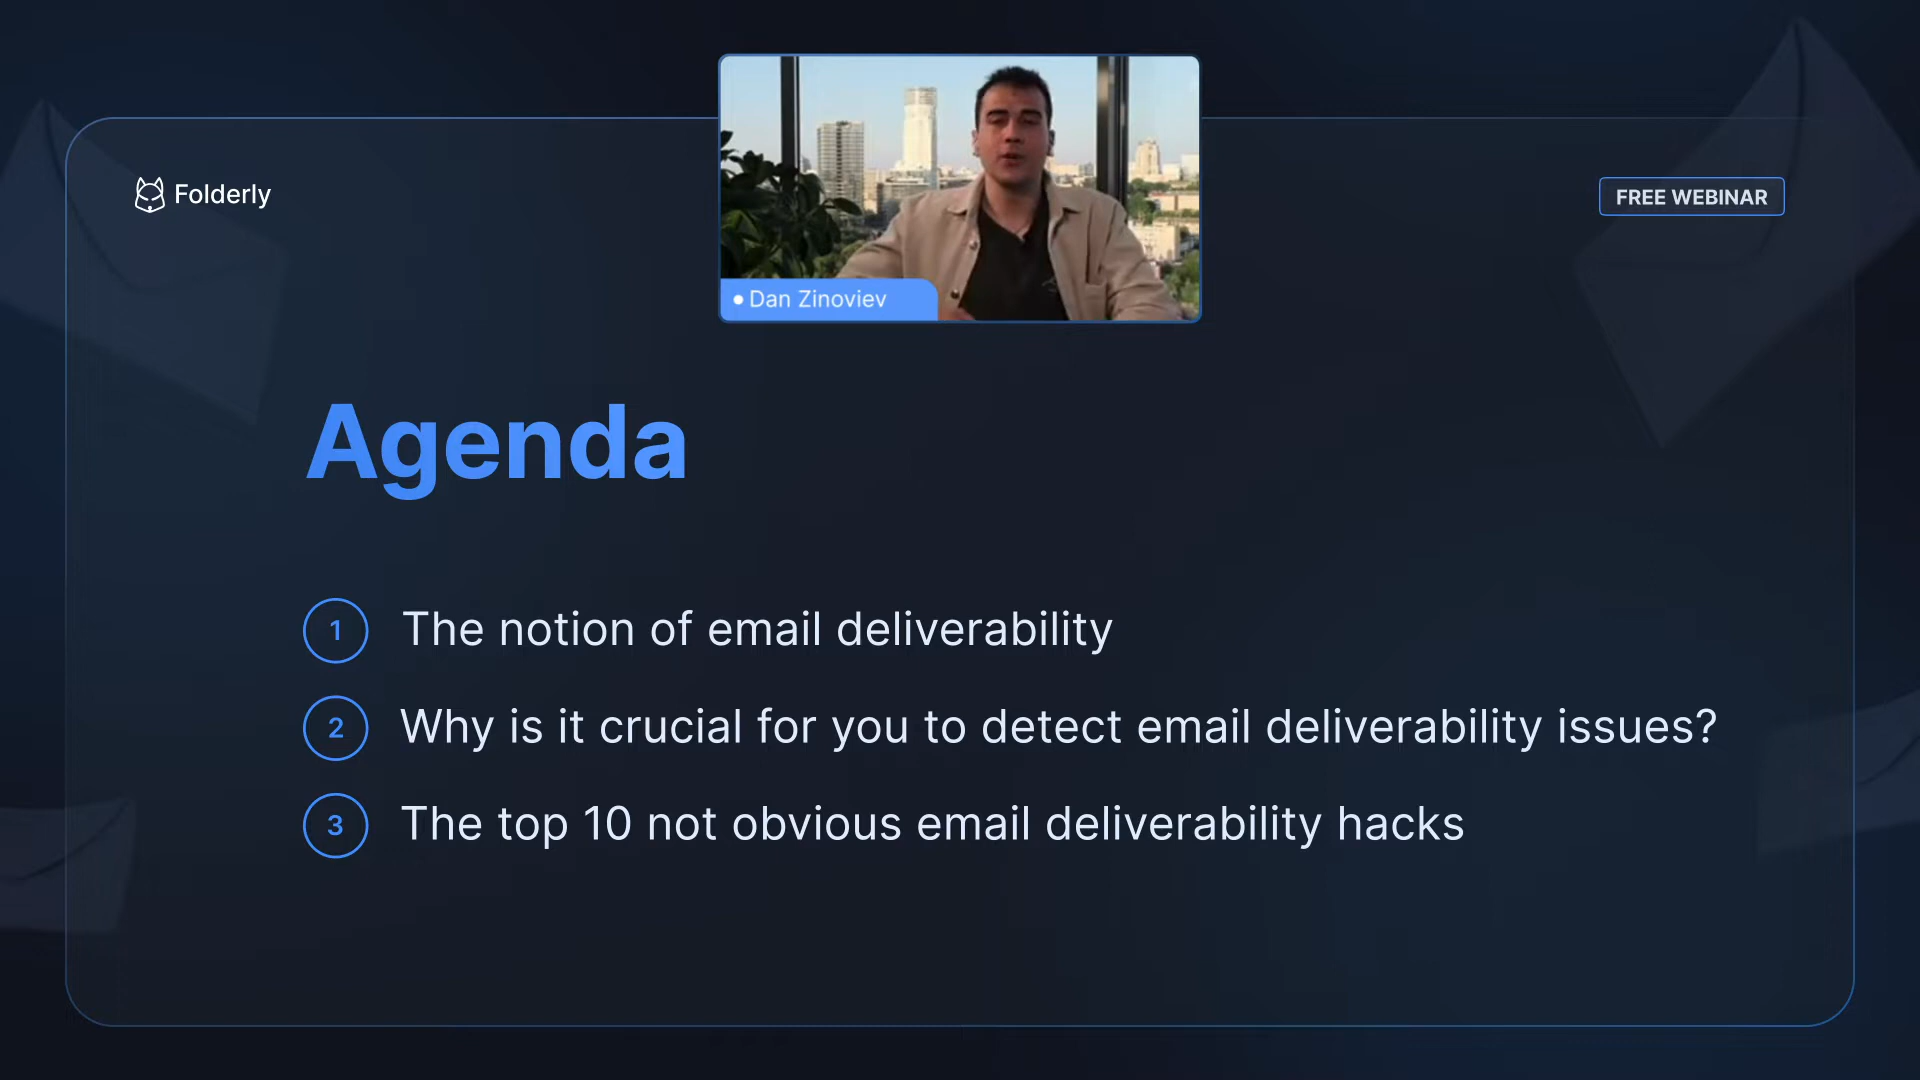 Folderly
FREE WEBINAR
Dan Zinoviev
Agenda
1 The notion of email deliverability
2 Why is it crucial for you to detect email deliverability issues?
3 The top 10 not obvious email deliverability hacks